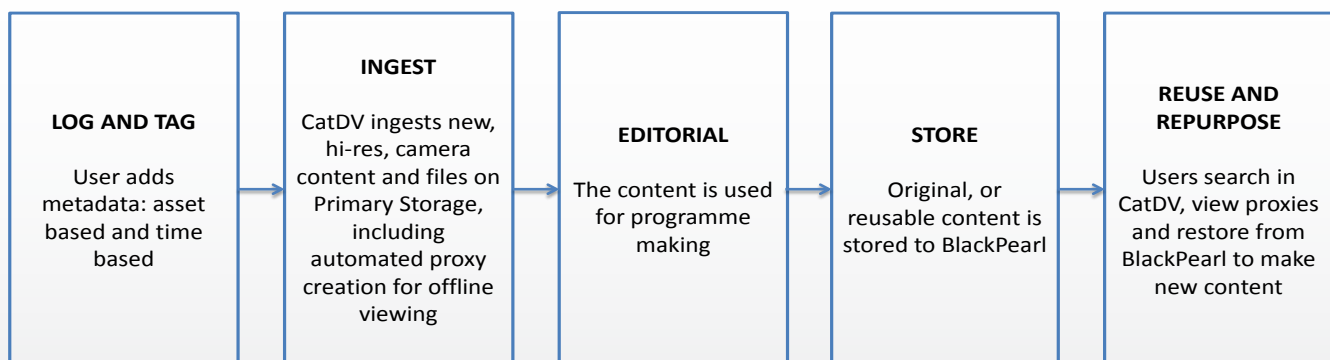 LOG AND TAG
User adds
metadata: asset
based and time
based
INGEST
CatDV ingests new,
hi-res, camera
content and files on
Primary Storage,
including
automated proxy
creation for offline
viewing
EDITORIAL
The content is used
for programme
making
STORE
Original, or
reusable content is
stored to BlackPearl
REUSE AND
REPURPOSE
Users search in
CatDV, view proxies
and restore from
BlackPearl to make
new content